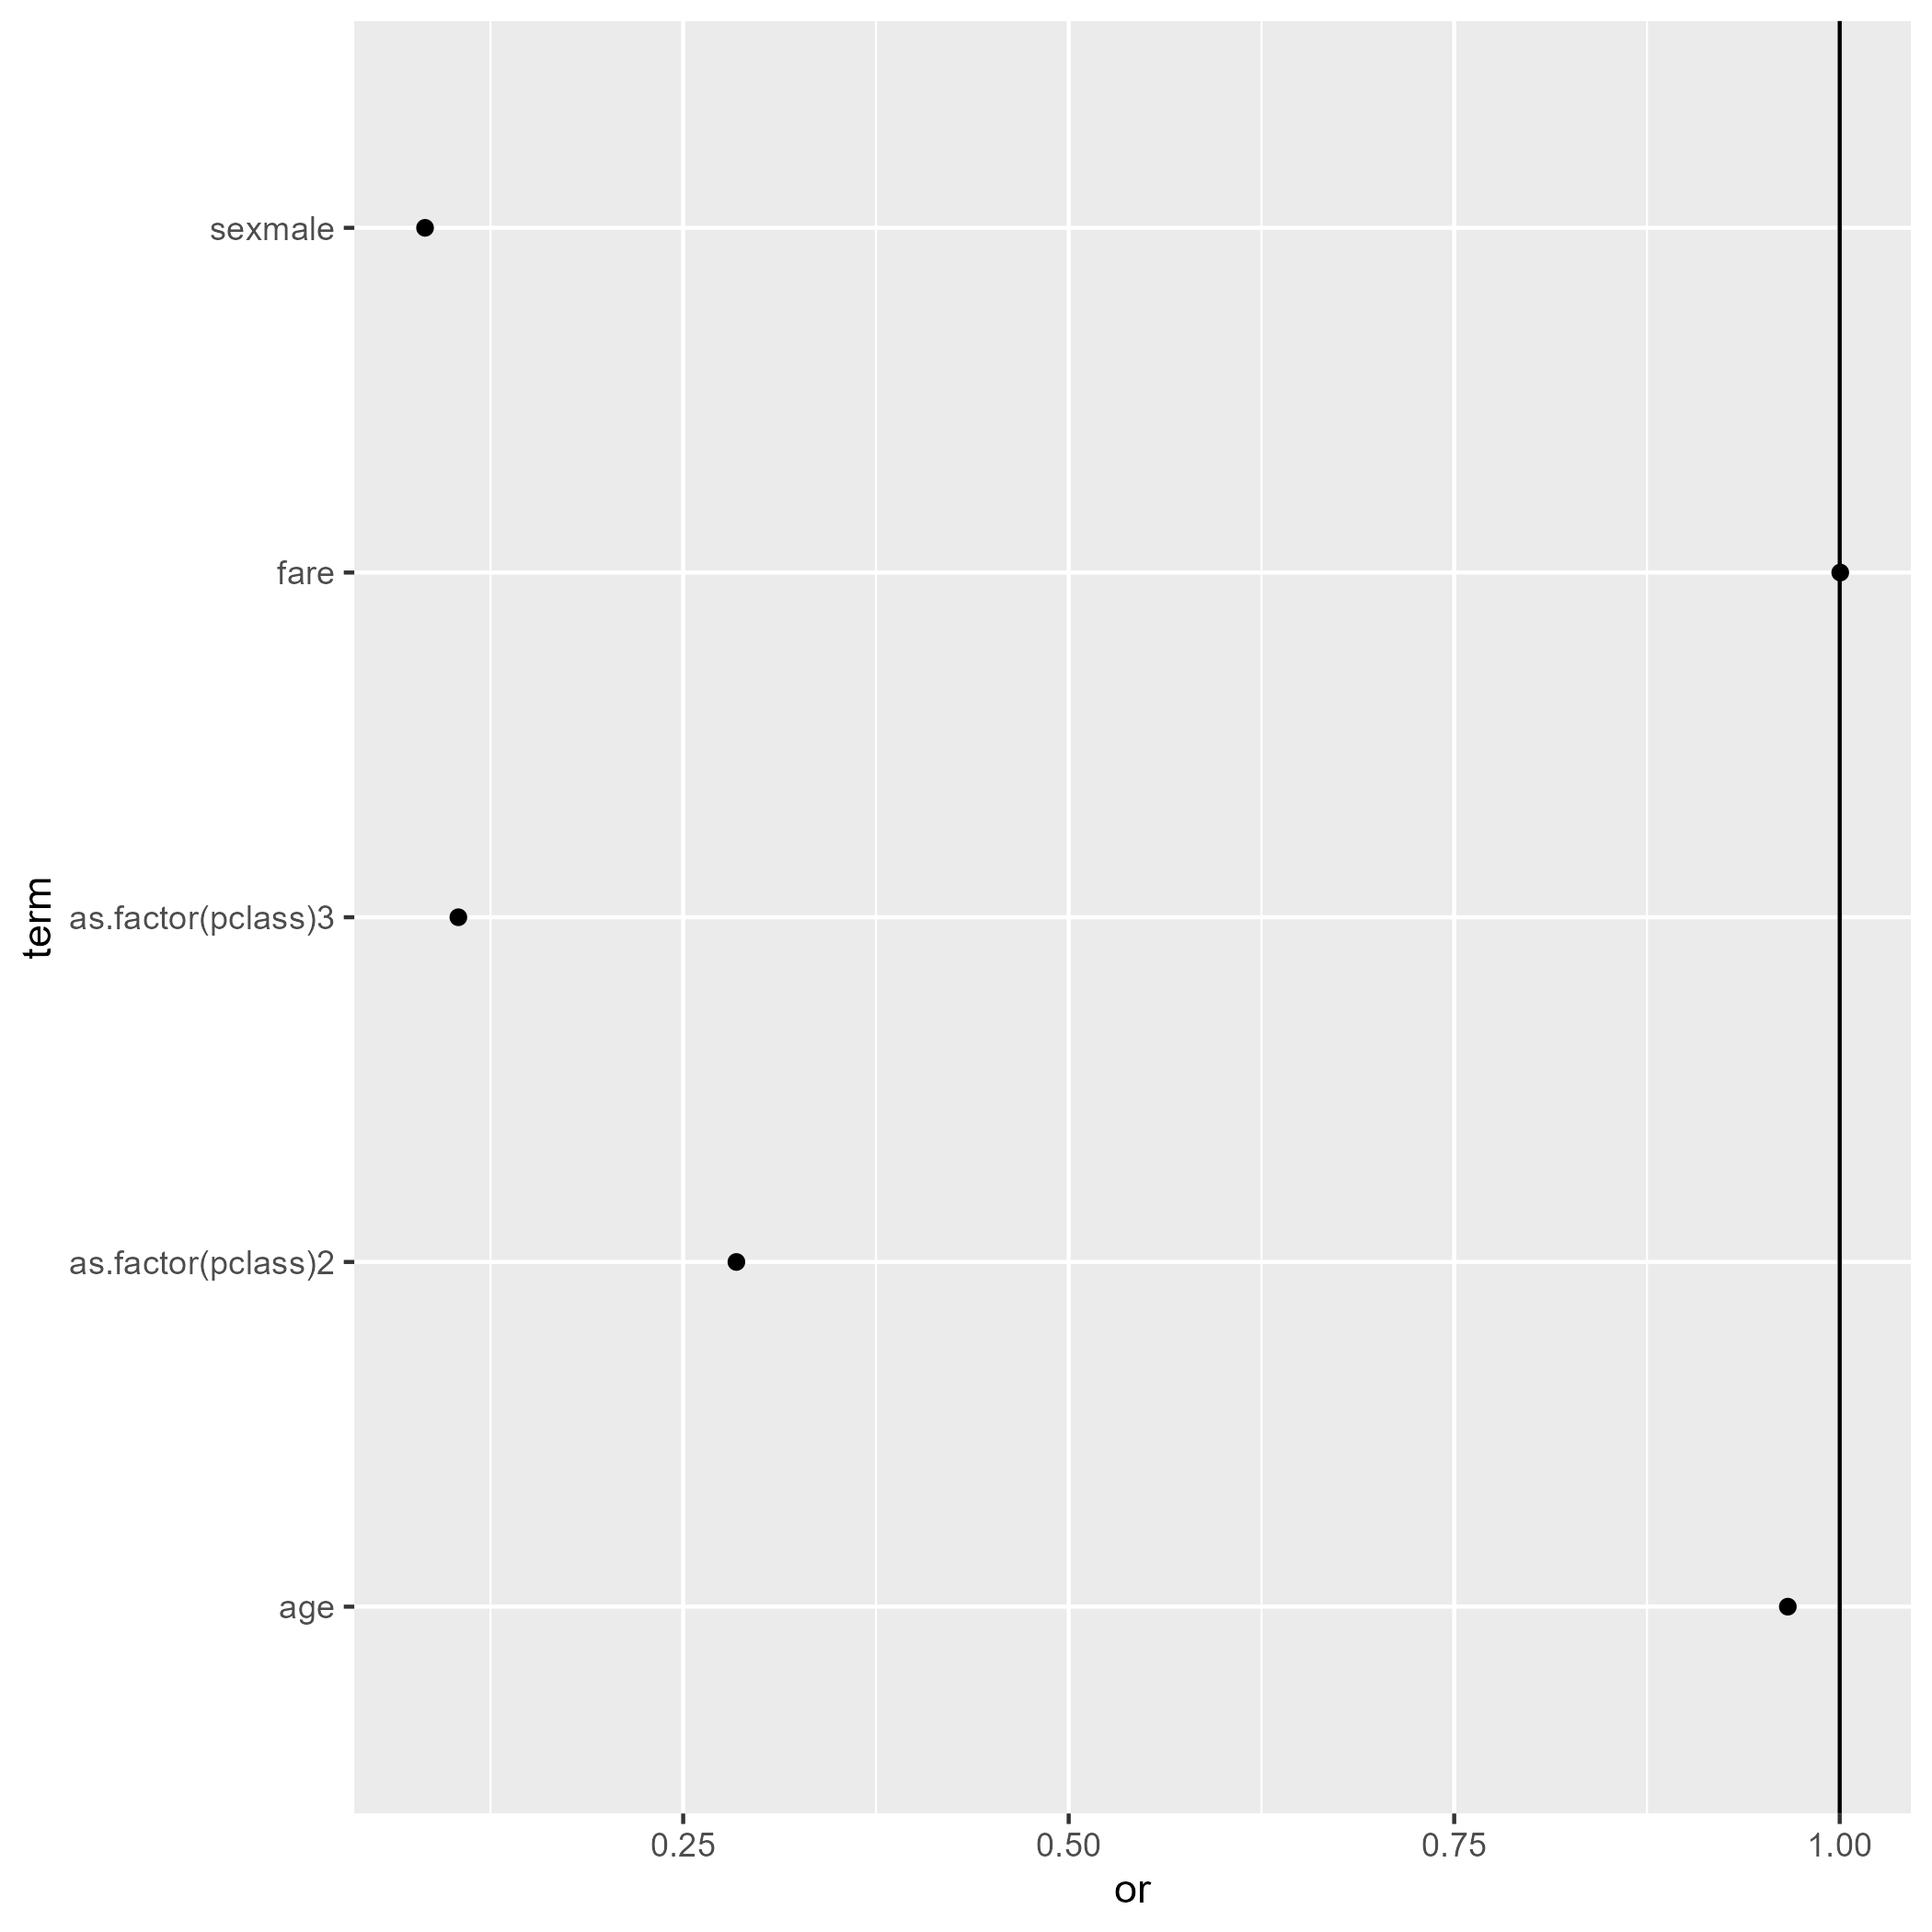 sexmale
fare
as.factor(pclass)3
as.factor(pclass)2
age
term
0.25 0.50 0.75 1.00
or